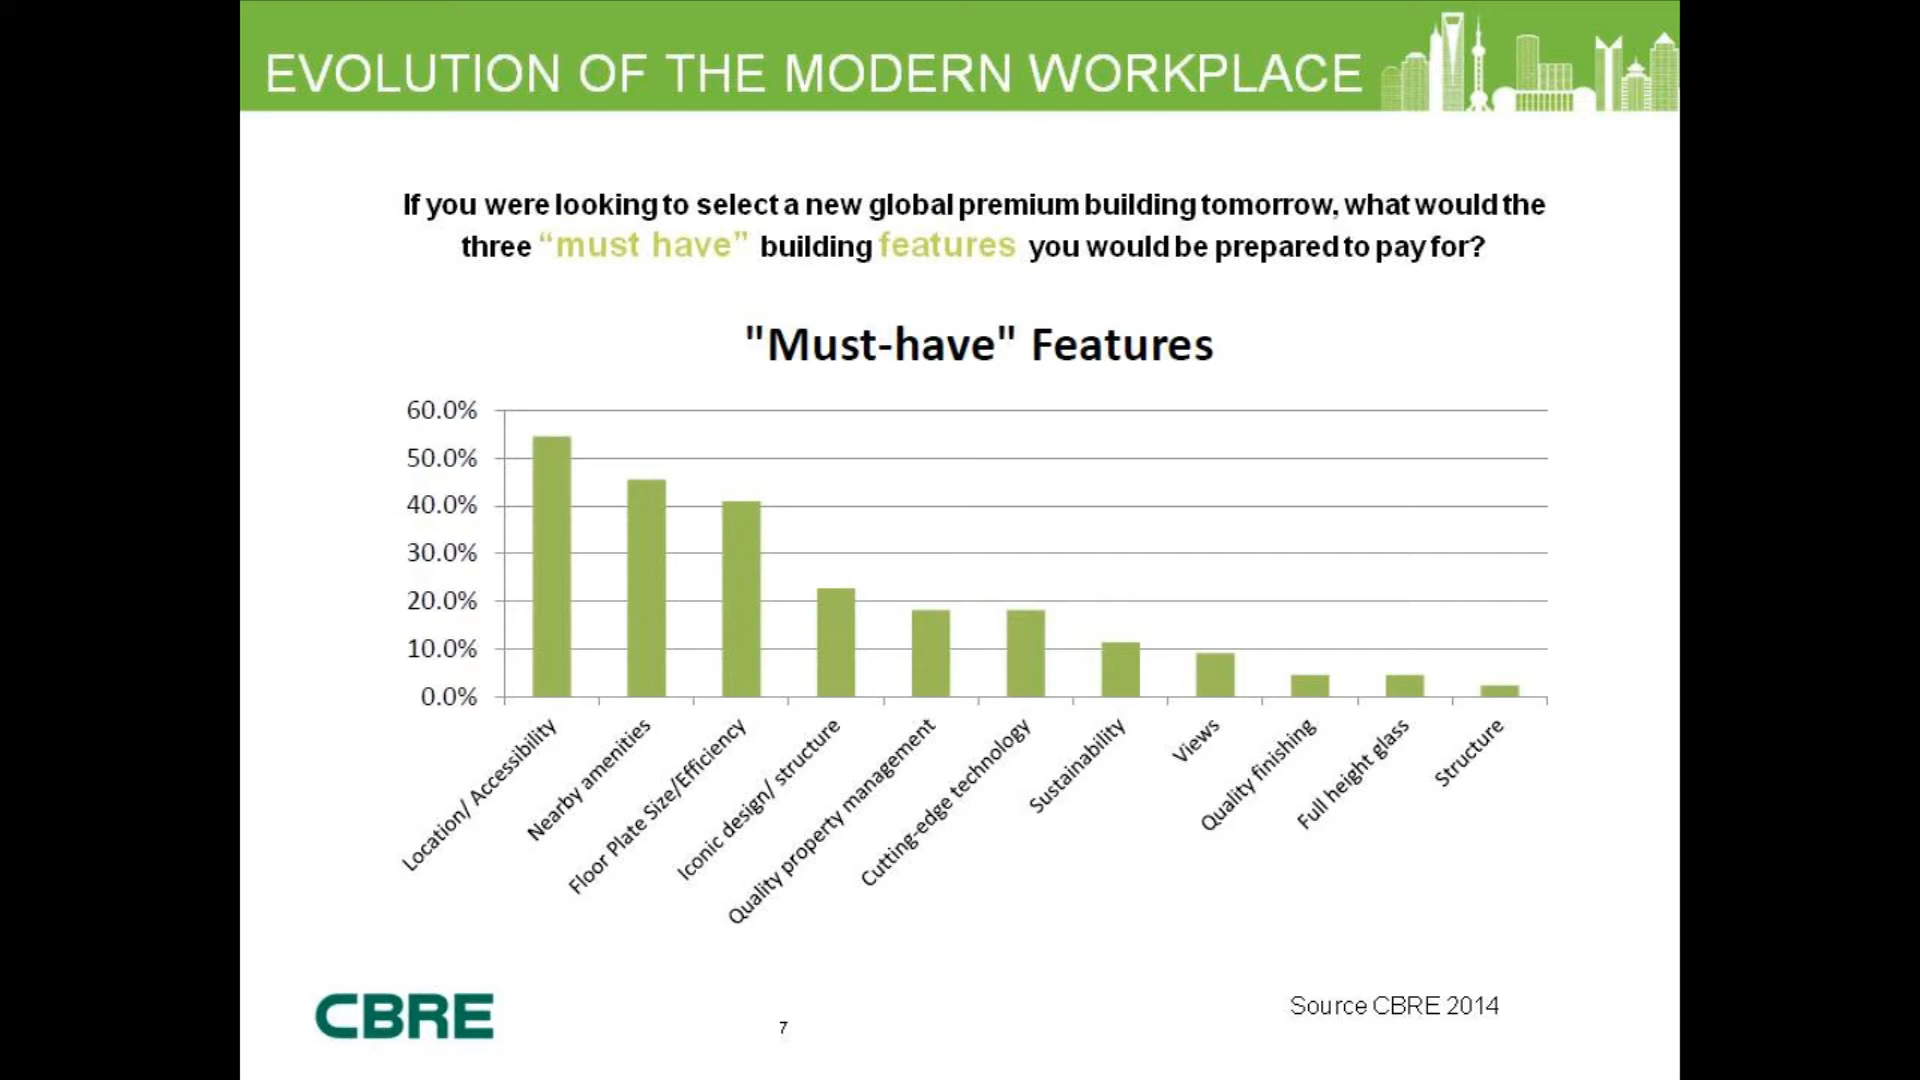 EVOLUTION OF THE MODERN WORKPLACE
If you were looking to select a new global premium building tomorrow, what would the
three “must have” building features you would be prepared to pay for?
"Must-have" Features
60.0%
50.0%
40.0%
30.0%
20.0%
10.0%
0.0%
Location/ Accessibility
Nearby amenities
Floor Plate Size/Efficiency
Iconic design/ structure
Quality property management
Cutting-edge technology
Sustainability
Views
Quality finishing
Full height glass
Structure
CBRE
7
Source CBRE 2014